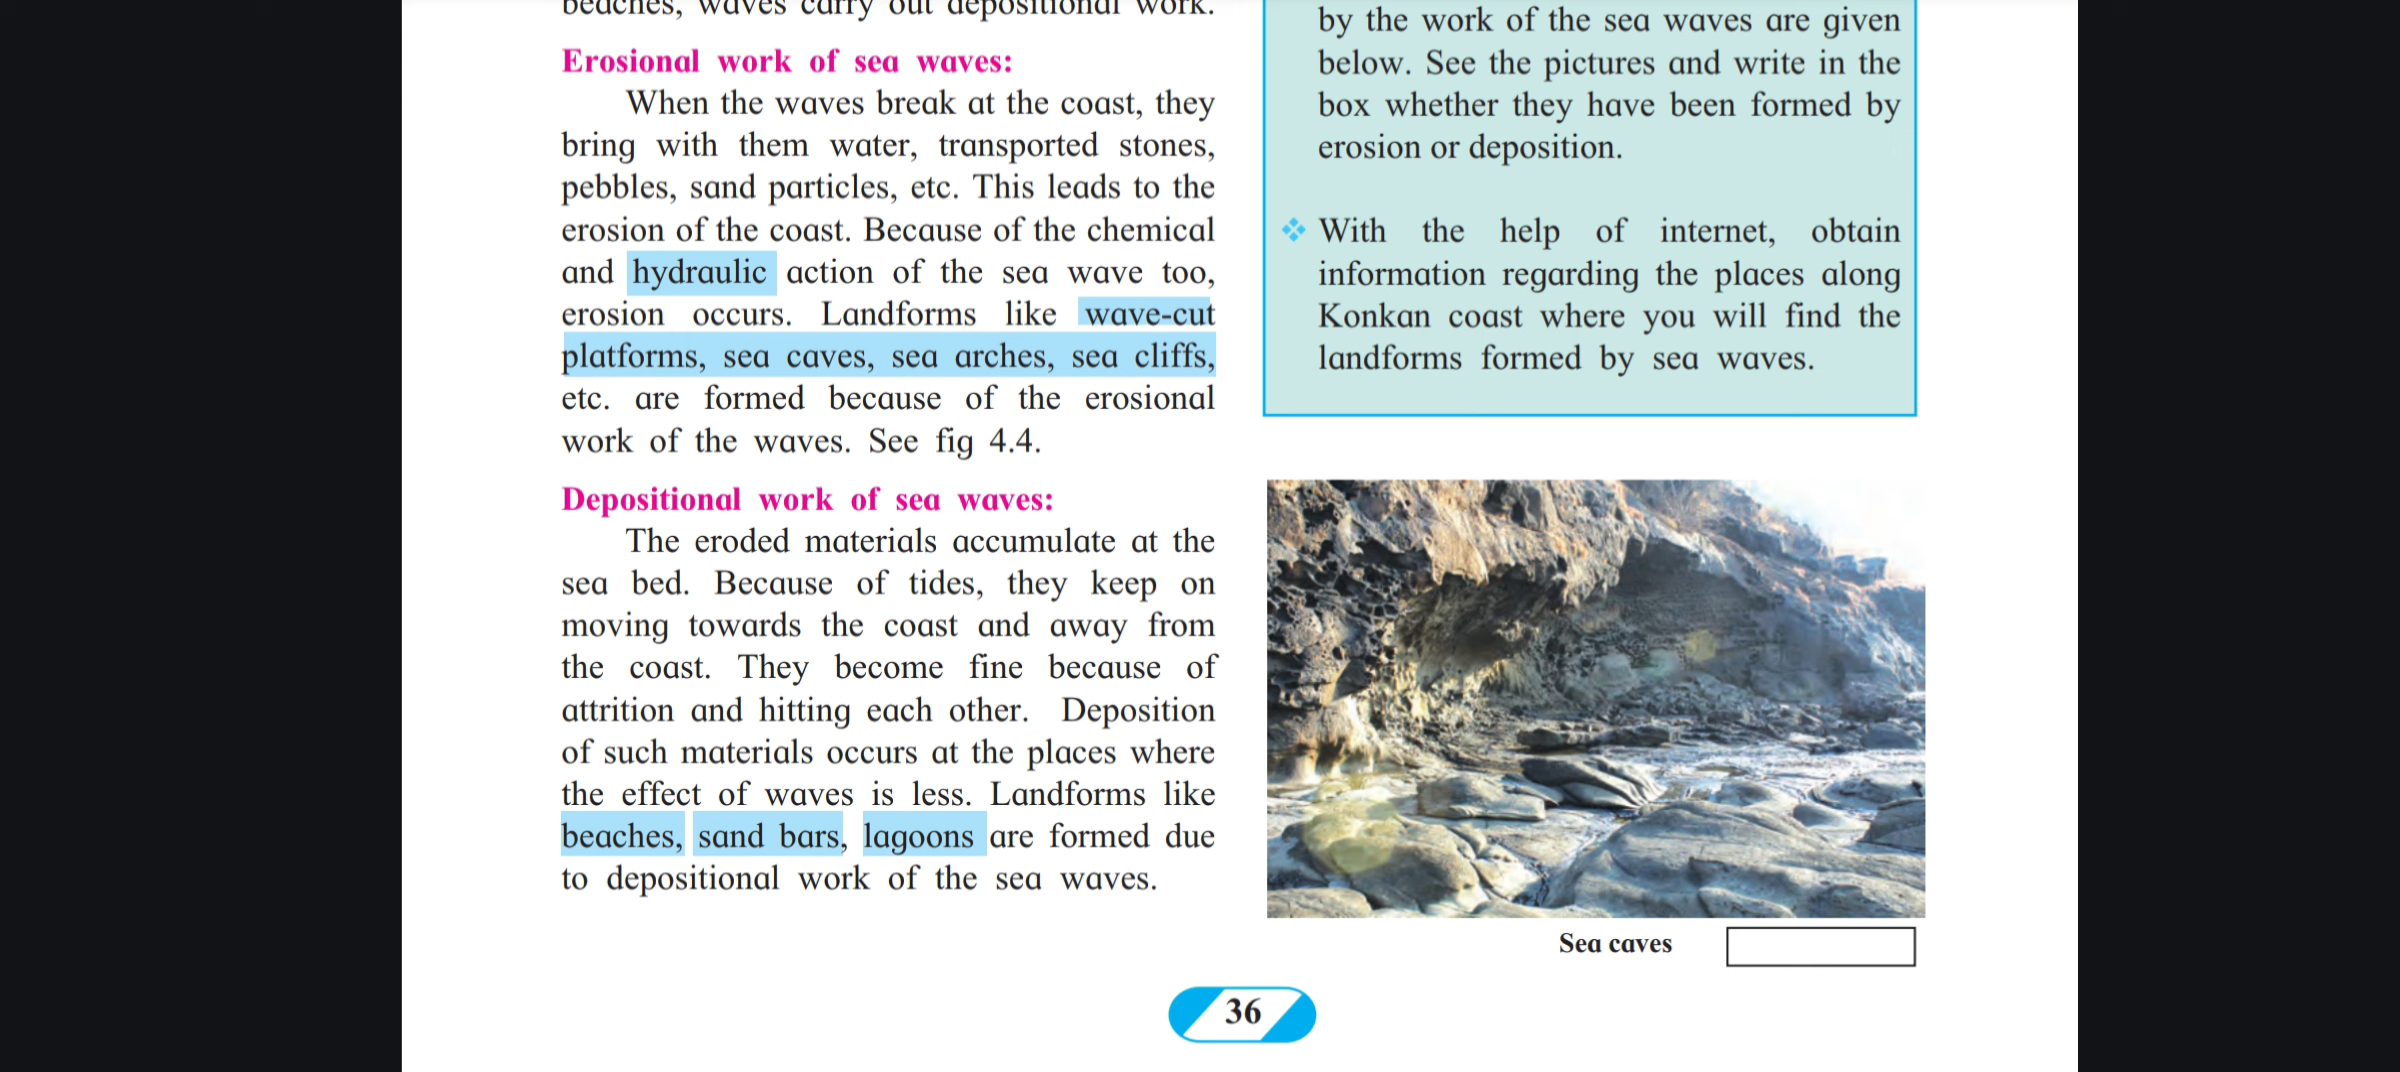 beaches, waves carry out depositional work.
Erosional work of sea waves:
When the waves break at the coast, they
bring with them water, transported stones,
pebbles, sand particles, etc. This leads to the
erosion of the coast. Because of the chemical
and hydraulic action of the sea wave too,
erosion occurs. Landforms like wave-cut
platforms, sea caves, sea arches, sea cliffs,
etc. are formed because of the erosional
work of the waves. See fig 4.4.
Depositional work of sea waves:
The eroded materials accumulate at the
sea bed. Because of tides, they keep on
moving towards the coast and away from
the coast. They become fine because of
attrition and hitting each other. Deposition
of such materials occurs at the places where
the effect of waves is less. Landforms like
beaches, sand bars, lagoons are formed due
to depositional work of the sea waves.
by the work of the sea waves are given
below. See the pictures and write in the
box whether they have been formed by
erosion or deposition.
❖ With the help of internet, obtain
information regarding the places along
Konkan coast where you will find the
landforms formed by sea waves.
Sea caves
36